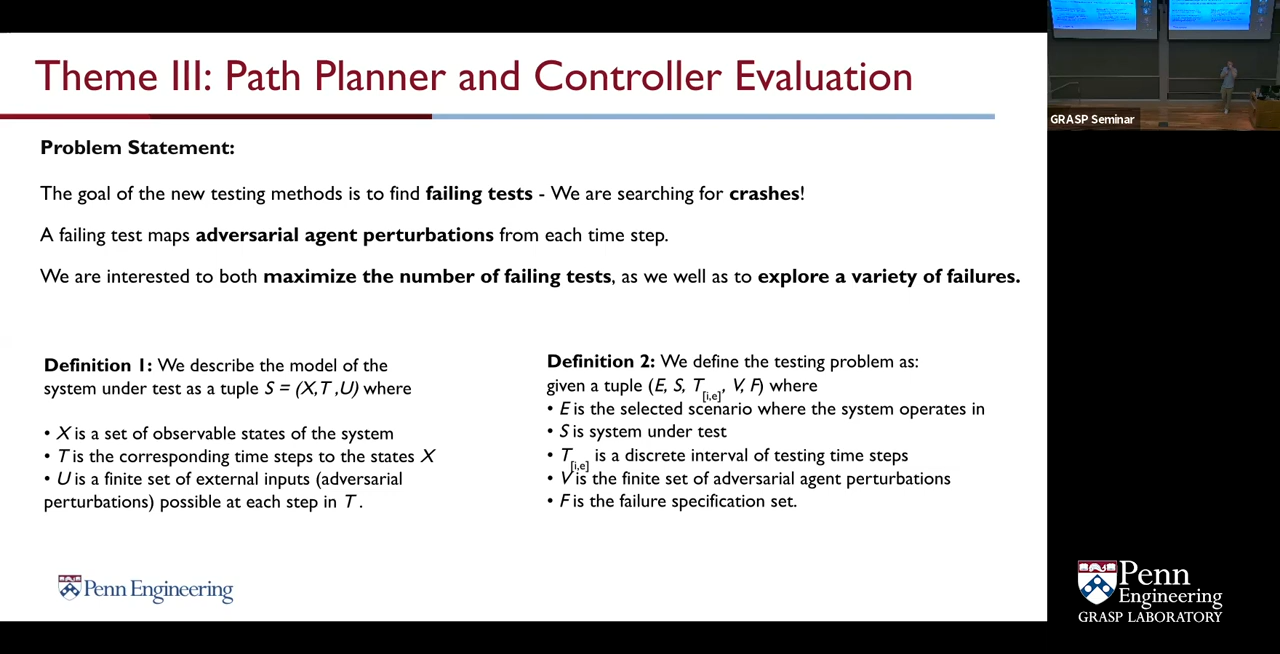 Theme III: Path Planner and Controller Evaluation
GRASP Seminar
Problem Statement:
The goal of the new testing methods is to find failing tests - We are searching for crashes!
A failing test maps adversarial agent perturbations from each time step.
We are interested to both maximize the number of failing tests, as we well as to explore a variety of failures.
Definition 1: We describe the model of the
system under test as a tuple S = (X,T ,U) where
• X is a set of observable states of the system
• T is the corresponding time steps to the states X
• U is a finite set of external inputs (adversarial
perturbations) possible at each step in T .
Definition 2: We define the testing problem as:
given a tuple (E, S, T[i,e], V, F) where
• E is the selected scenario where the system operates in
• S is system under test
• T[i,e] is a discrete interval of testing time steps
• V is the finite set of adversarial agent perturbations
• F is the failure specification set.
Penn Engineering
Penn
Engineering
GRASP LABORATORY